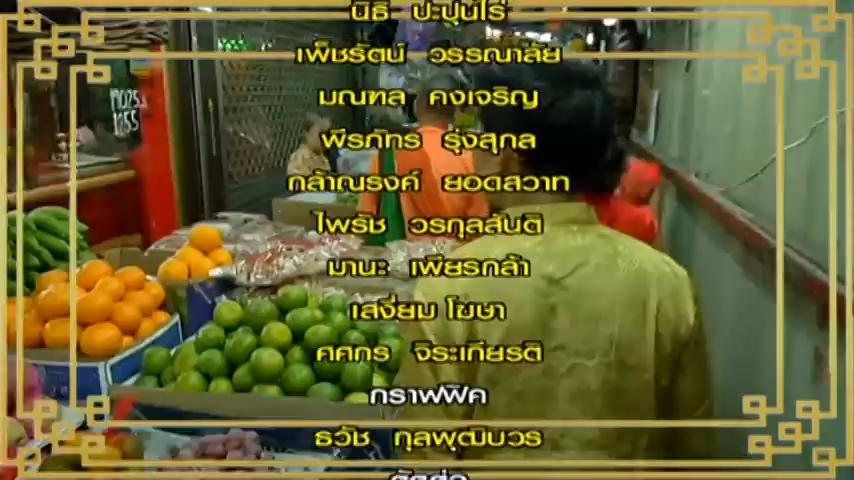 นิธิ ปะปุนไร่
เพ็ชรรัตน์ วรรณาลัย
มณฑล คงเจริญ
พีรภัทร รุ่งสุกล
กล้าณรงค์ ยอดสวาท
ไพรัช วรกุลสันติ
มานะ เพียรกล้า
เสงี่ยม โฆษา
ศศกร จิระเกียรติ
กราฟฟิค
ธวัช กุลพุฒิบวร